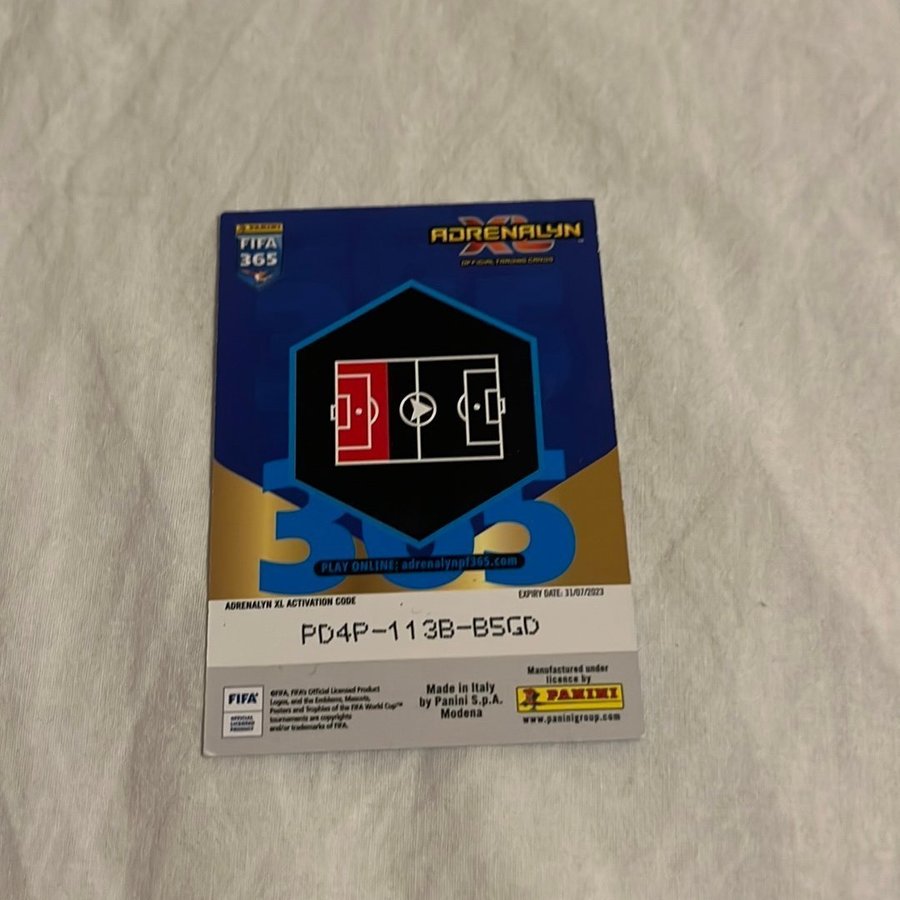 PANINI
FIFA
365
ADRENALYN
XL
OFFICIAL TRADING CARDS
365
PLAY ONLINE: adrenalynpf365.com
ADRENALYN XL ACTIVATION CODE
EXPIRY DATE: 31/07/2023
PD4P-113B-B5GD
FIFA®
OFFICIAL
LICENSED
PRODUCT
©FIFA, FIFA's Official Licensed Product
Logos, and the Emblems, Mascots,
Posters and Trophies of the FIFA World Cup™
tournaments are copyrights
and/or trademarks of FIFA.
Made in Italy
by Panini S.p.A.
Modena
Manufactured under
licence by
PANINI
www.paninigroup.com